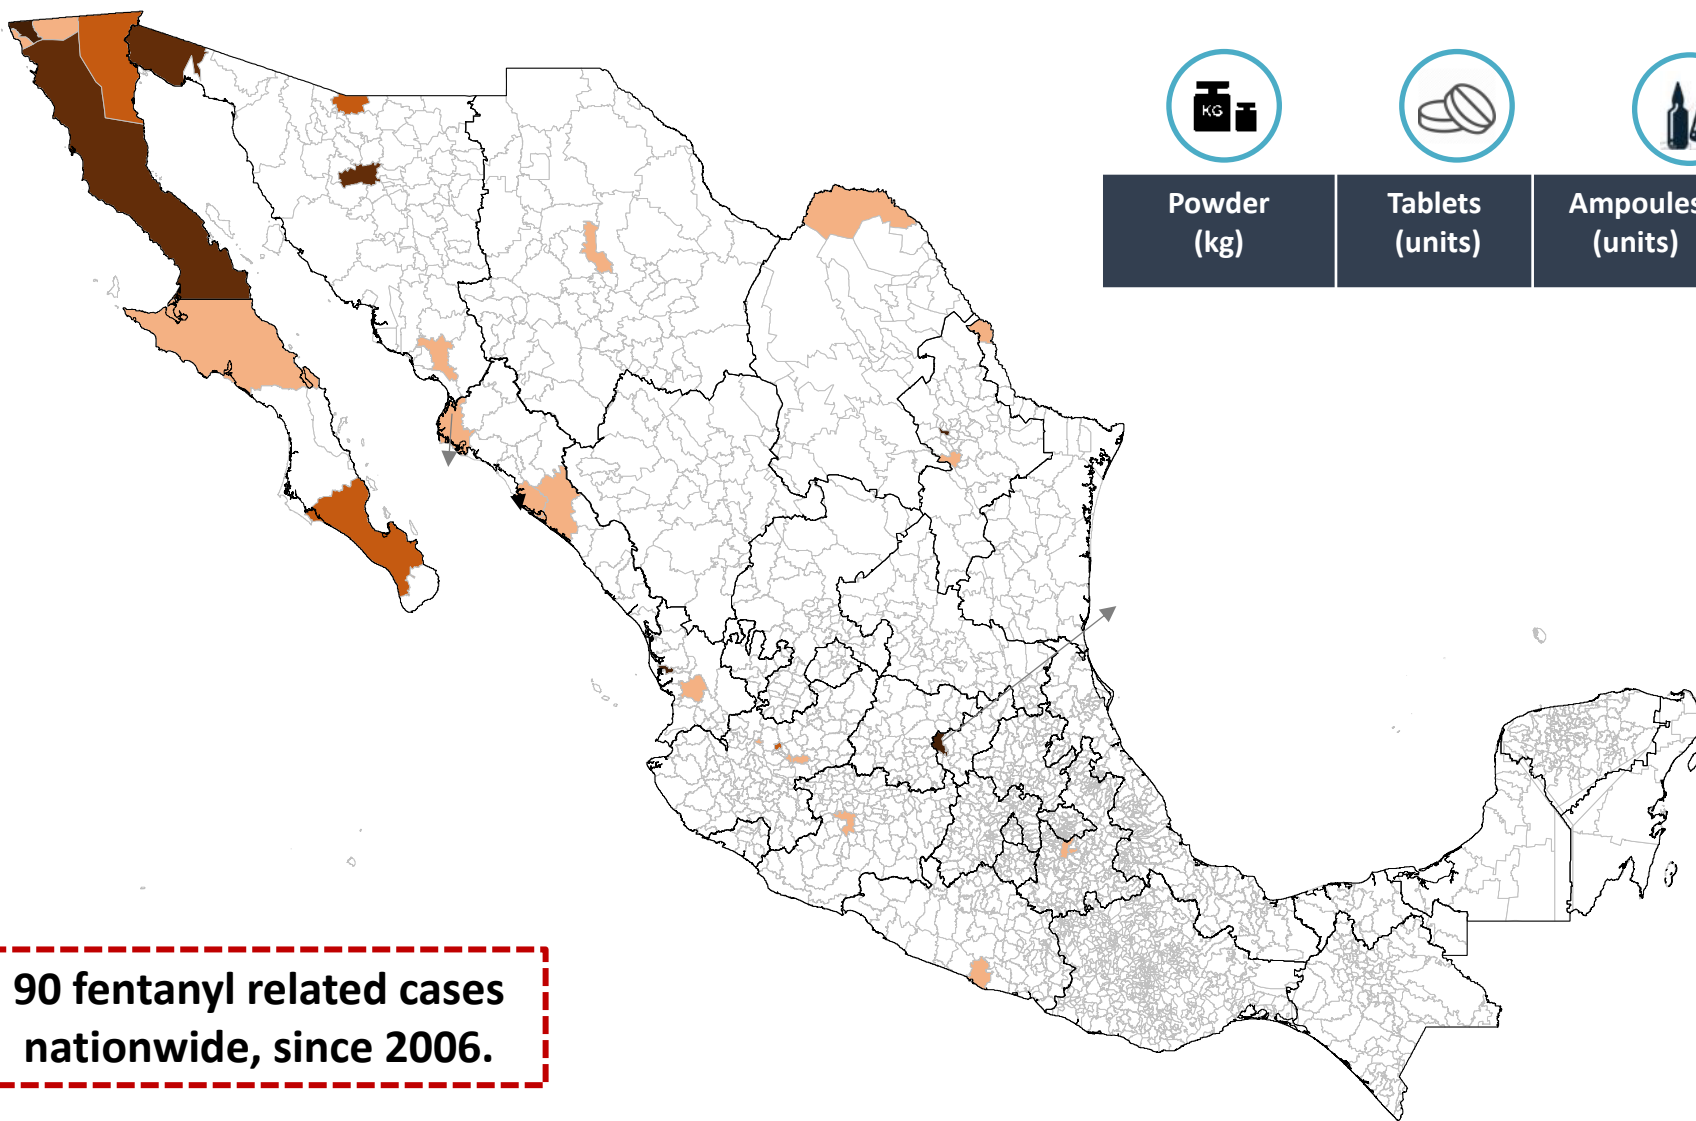 KG
Powder
(kg)
Tablets
(units)
Ampoules
(units)
90 fentanyl related cases
nationwide, since 2006.